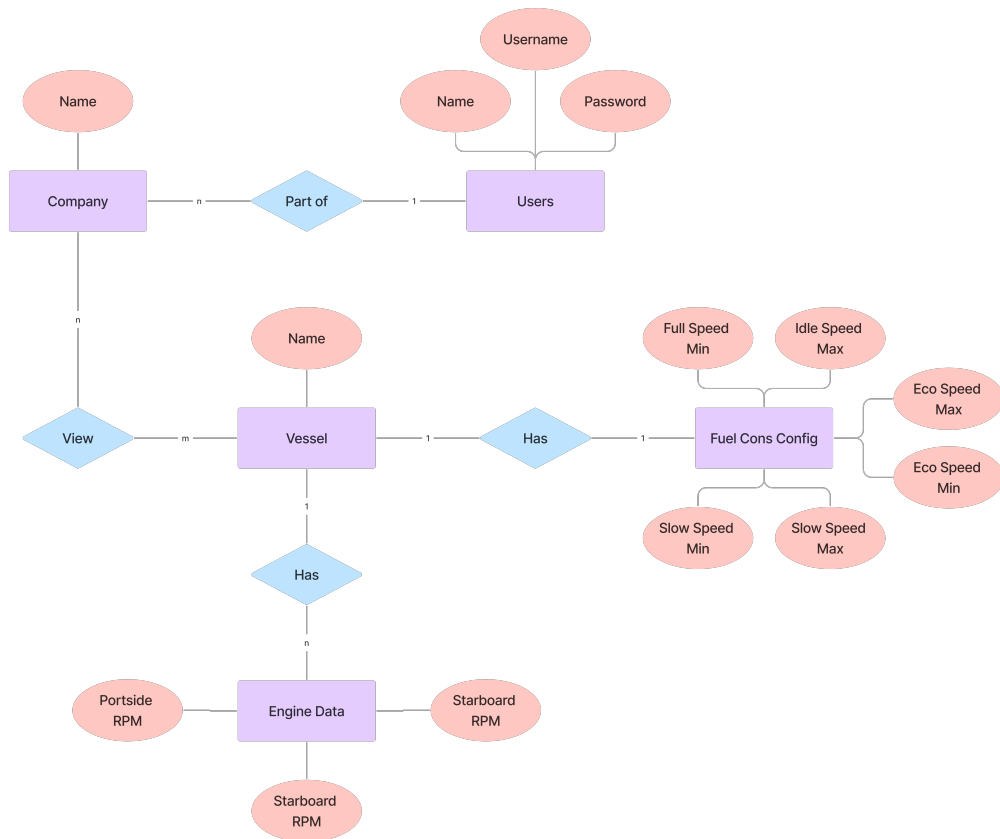 Username
Name
Name
Password
Company
n
Part of
1
Users
n
Name
Full Speed
Min
Idle Speed
Max
Eco Speed
Max
View
m
Vessel
1
Has
1
Fuel Cons Config
Eco Speed
Min
1
Slow Speed
Min
Slow Speed
Max
Has
n
Portside
RPM
Engine Data
Starboard
RPM
Starboard
RPM